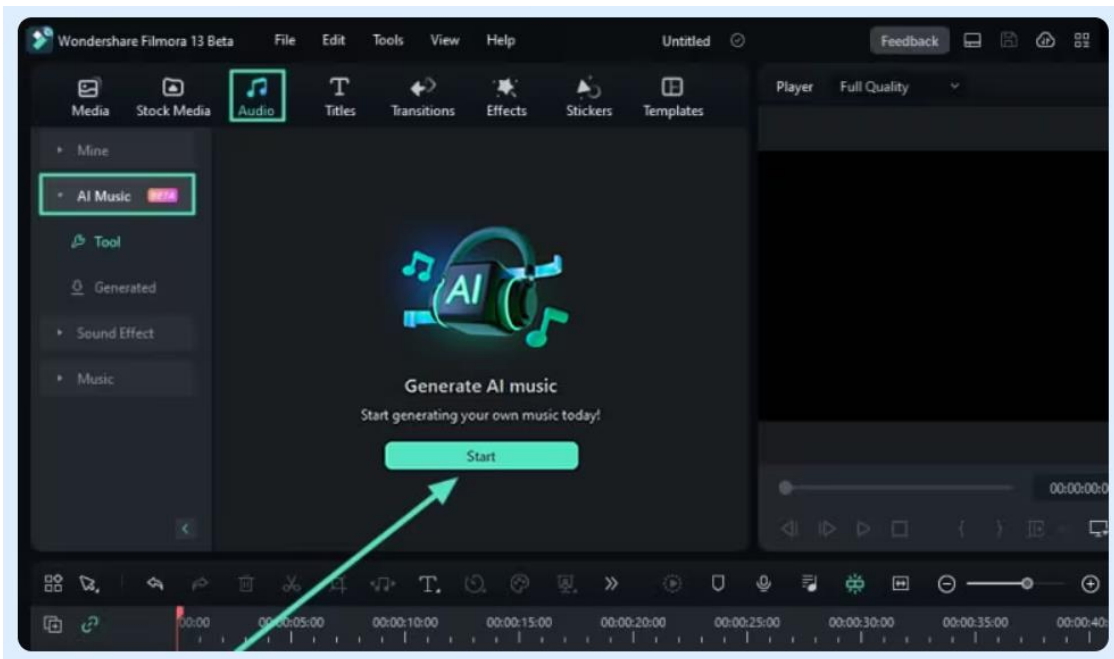 Wondershare Filmora 13 Beta File Edit Tools View Help Untitled Feedback
Media Stock Media Audio Titles Transitions Effects Stickers Templates
Player Full Quality
Mine
AI Music BETA
Tool
Generated
Sound Effect
Music
AI
Generate AI music
Start generating your own music today!
Start
00:00:00:0
00:00 00:00:05:00 00:00:10:00 00:00:15:00 00:00:20:00 00:00:25:00 00:00:30:00 00:00:35:00 00:00:40: